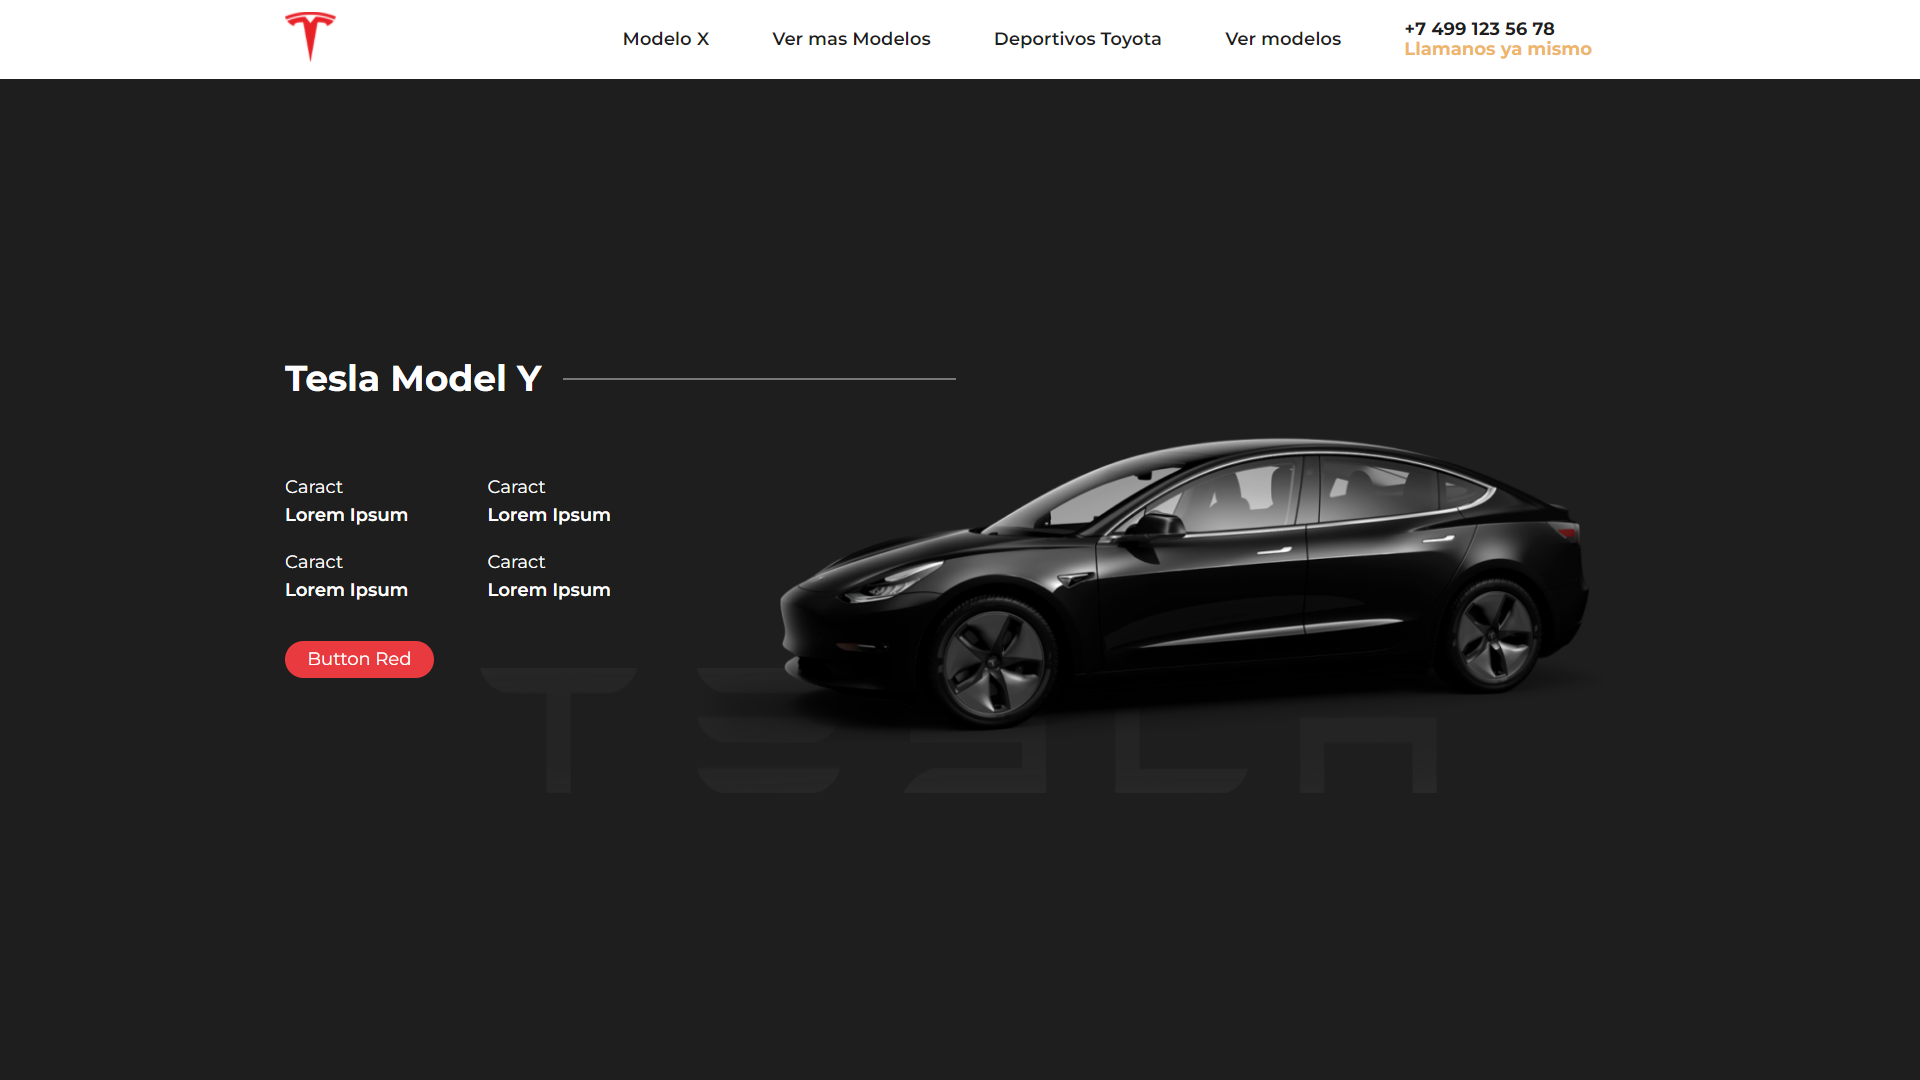 Modelo X
Ver mas Modelos
Deportivos Toyota
Ver modelos
+7 499 123 56 78
Llamanos ya mismo
Tesla Model Y
Caract
Lorem Ipsum
Caract
Lorem Ipsum
Caract
Lorem Ipsum
Caract
Lorem Ipsum
Button Red
TESLA